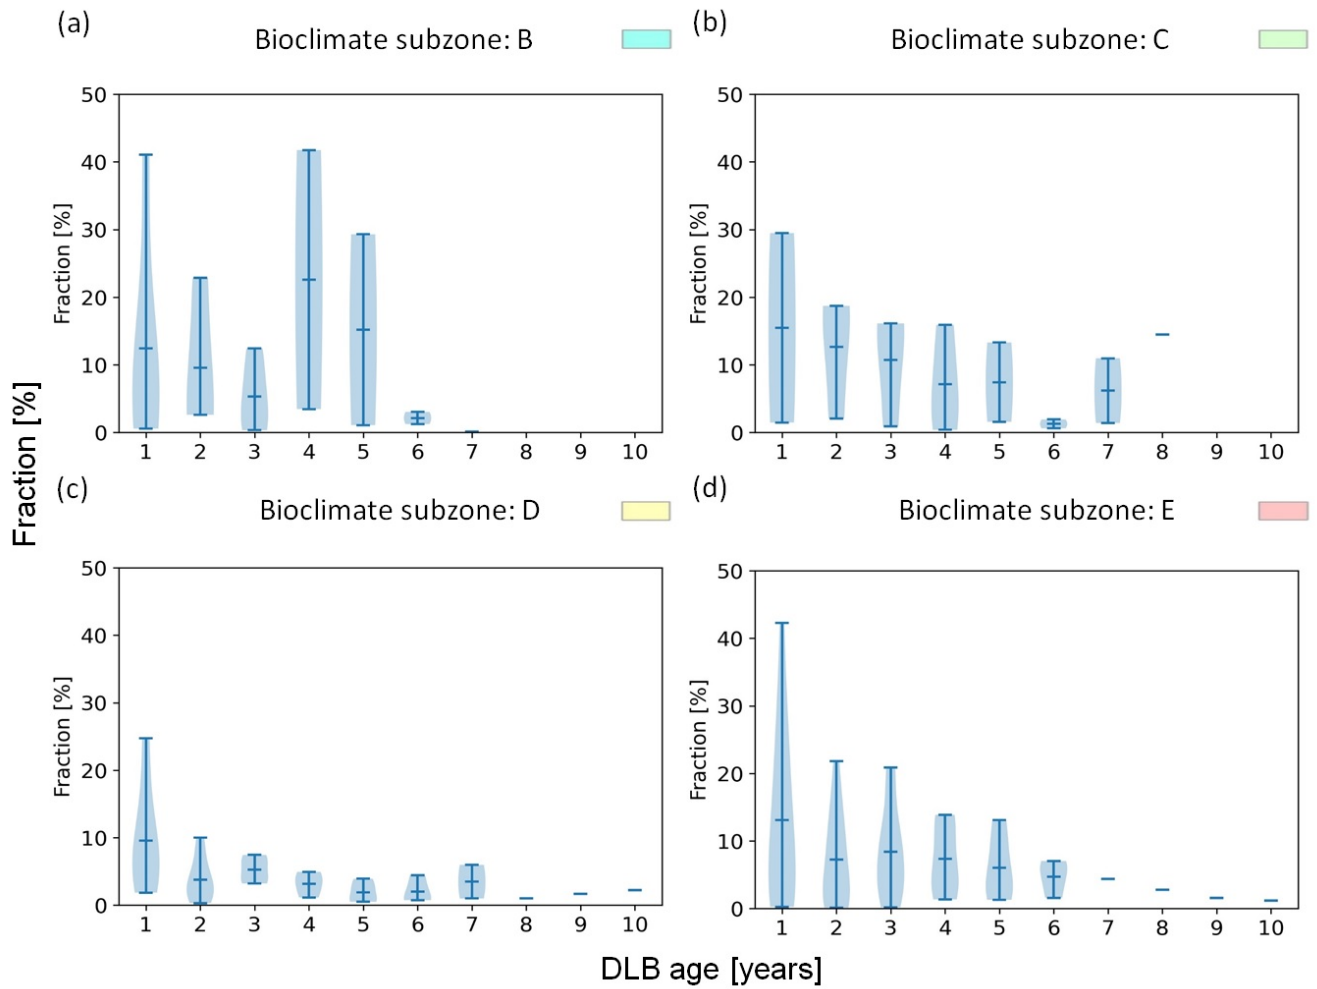 (a)
Bioclimate subzone: B
(b)
Bioclimate subzone: C
50
40
30
20
10
0
Fraction [%]
1 2 3 4 5 6 7 8 9 10
50
40
30
20
10
0
Fraction [%]
1 2 3 4 5 6 7 8 9 10
(c)
Bioclimate subzone: D
(d)
Bioclimate subzone: E
50
40
30
20
10
0
Fraction [%]
1 2 3 4 5 6 7 8 9 10
50
40
30
20
10
0
Fraction [%]
1 2 3 4 5 6 7 8 9 10
Fraction [%]
DLB age [years]